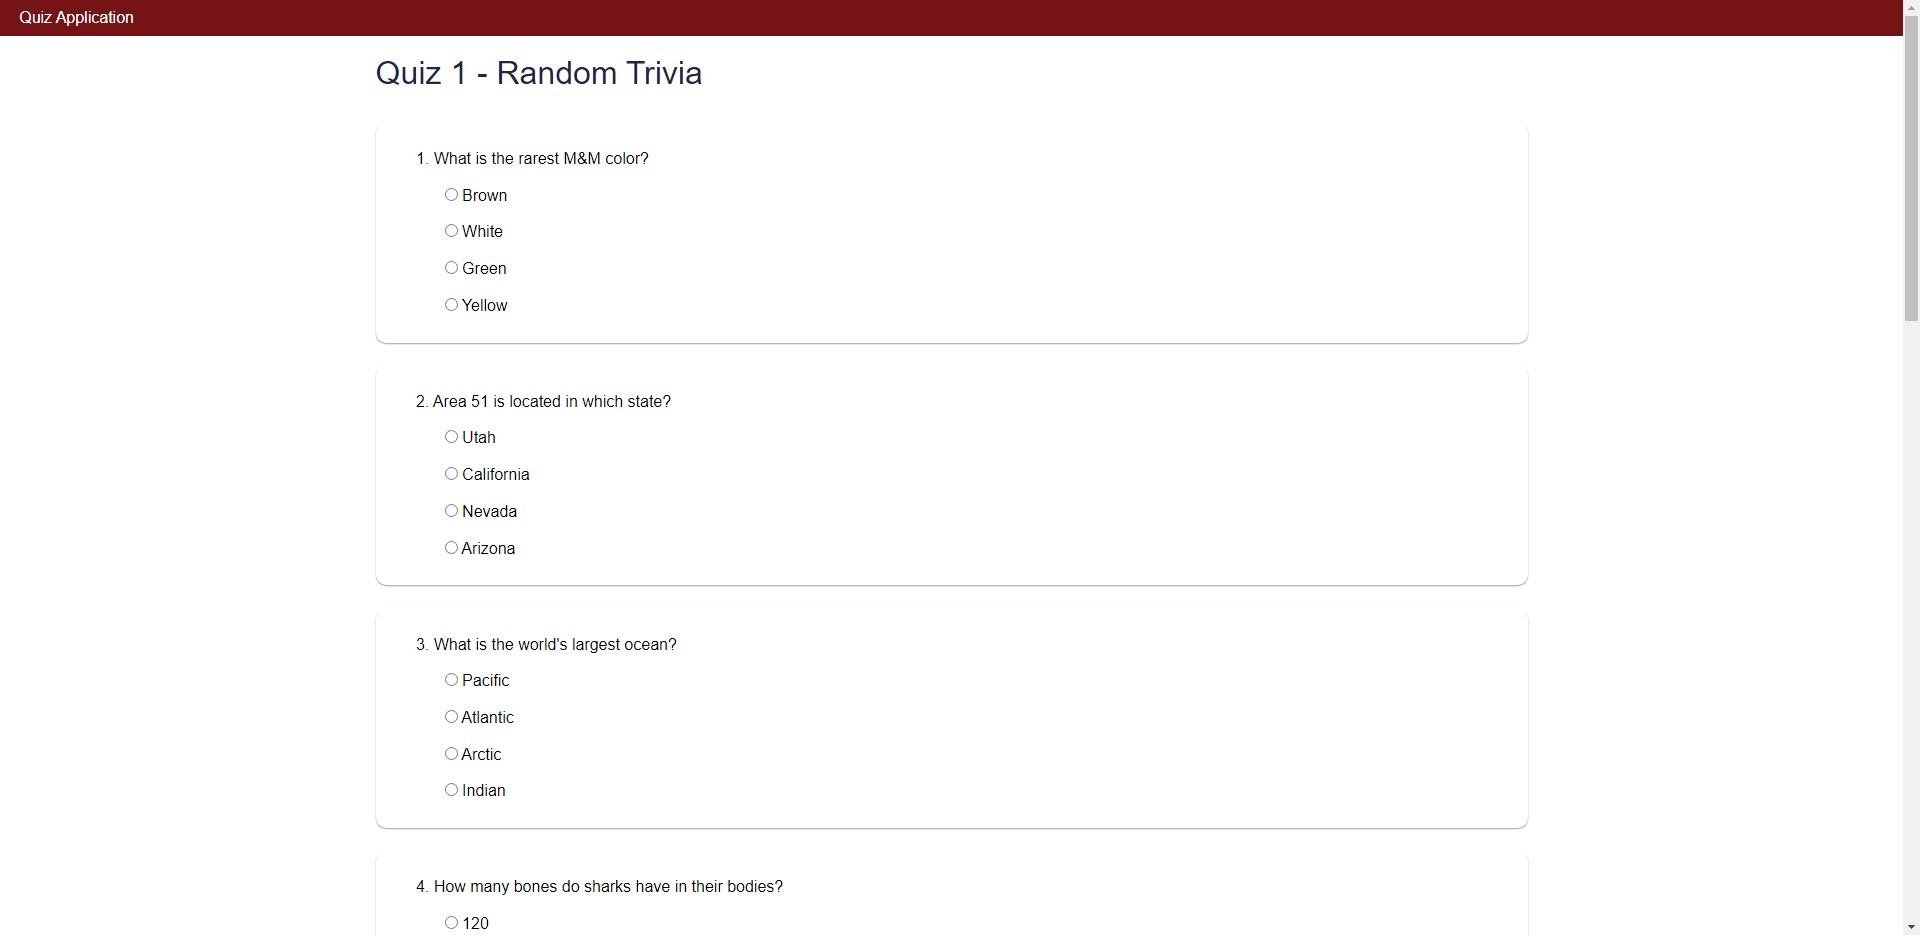 Quiz Application
Quiz 1 - Random Trivia
1. What is the rarest M&M color?
Brown
White
Green
Yellow
2. Area 51 is located in which state?
Utah
California
Nevada
Arizona
3. What is the world's largest ocean?
Pacific
Atlantic
Arctic
Indian
4. How many bones do sharks have in their bodies?
120